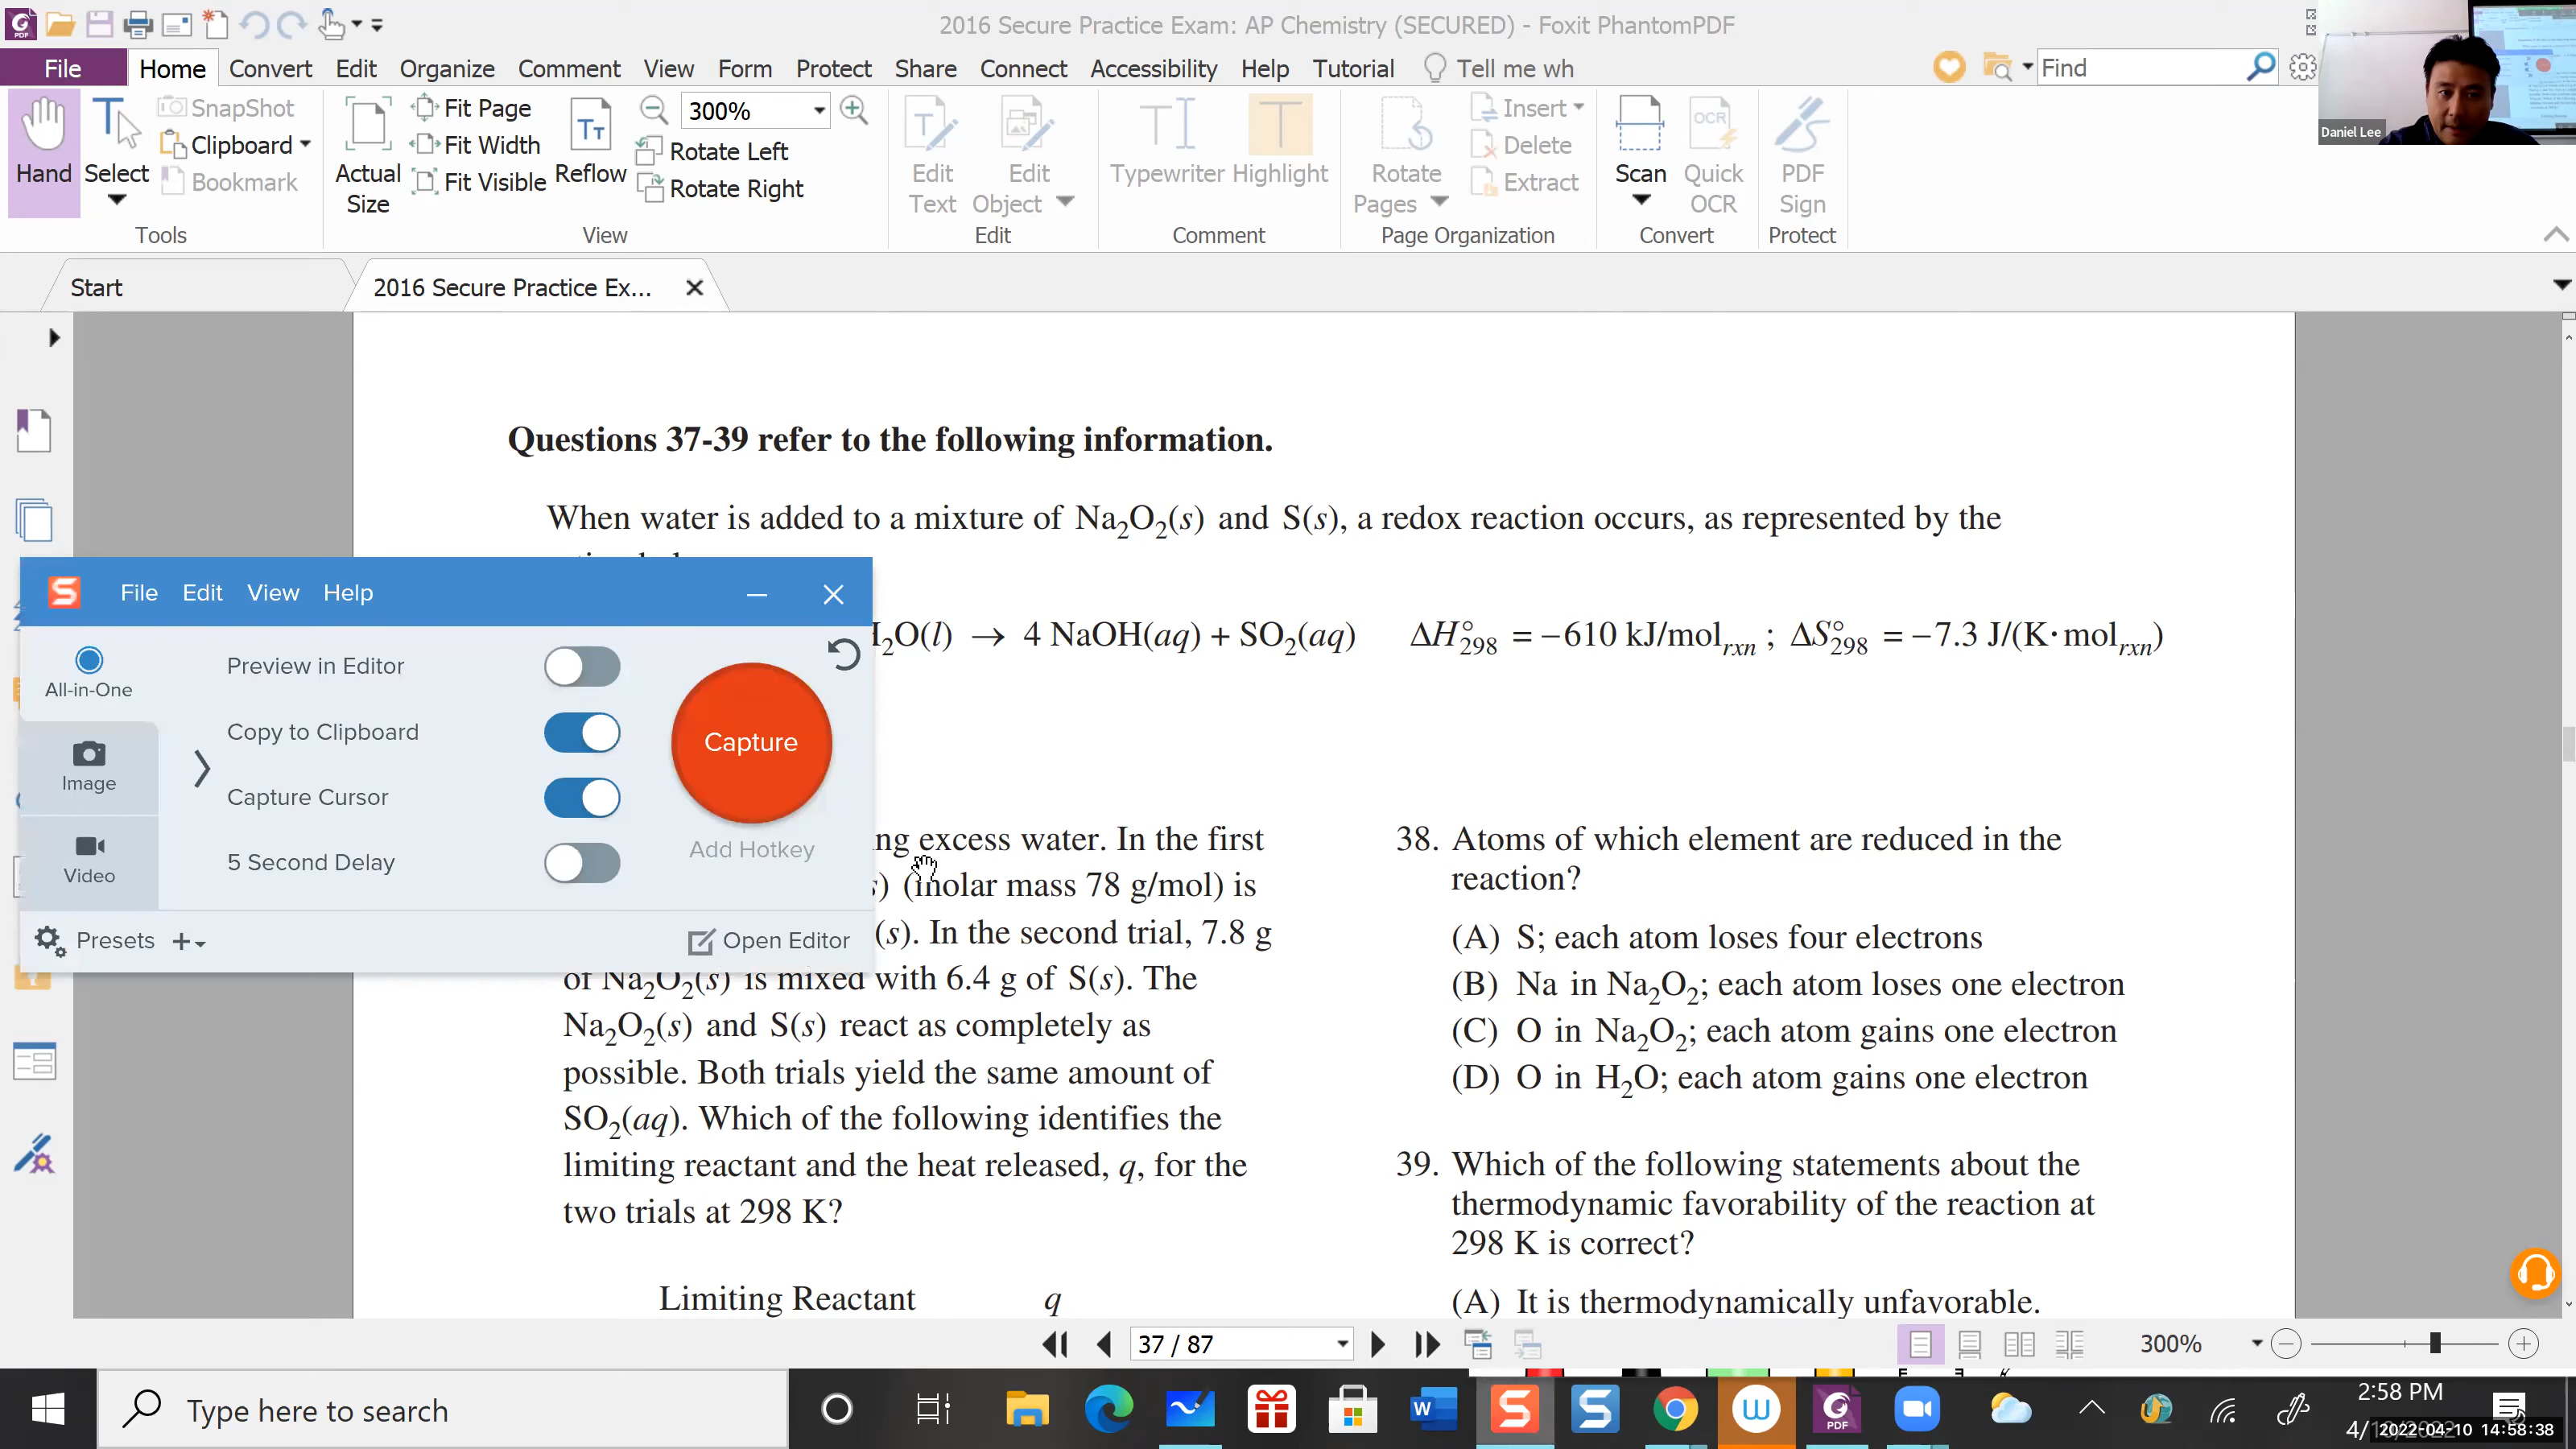 2016 Secure Practice Exam: AP Chemistry (SECURED) - Foxit PhantomPDF
File Home Convert Edit Organize Comment View Form Protect Share Connect Accessibility Help Tutorial Tell me wh Find
Daniel Lee
Hand
Select
SnapShot
Clipboard
Bookmark
Tools
Actual Size
Fit Page
Fit Width
Fit Visible
Reflow
300%
Rotate Left
Rotate Right
View
Edit Text
Edit Object
Edit
Typewriter
Highlight
Comment
Rotate Pages
Insert
Delete
Extract
Page Organization
Scan
Quick OCR
Convert
PDF Sign
Protect
Start
2016 Secure Practice Ex...
Questions 37-39 refer to the following information.
When water is added to a mixture of Na₂O₂(s) and S(s), a redox reaction occurs, as represented by the
H₂O(l) → 4 NaOH(aq) + SO₂(aq) ΔH°₂₉₈ = −610 kJ/molrxn ; ΔS°₂₉₈ = −7.3 J/(K·molrxn)
File Edit View Help
All-in-One
Image
Video
Preview in Editor
Copy to Clipboard
Capture Cursor
5 Second Delay
Capture
Add Hotkey
Presets
Open Editor
ng excess water. In the first
s) (molar mass 78 g/mol) is
(s). In the second trial, 7.8 g
of Na₂O₂(s) is mixed with 6.4 g of S(s). The
Na₂O₂(s) and S(s) react as completely as
possible. Both trials yield the same amount of
SO₂(aq). Which of the following identifies the
limiting reactant and the heat released, q, for the
two trials at 298 K?
Limiting Reactant q
38. Atoms of which element are reduced in the
reaction?
(A) S; each atom loses four electrons
(B) Na in Na₂O₂; each atom loses one electron
(C) O in Na₂O₂; each atom gains one electron
(D) O in H₂O; each atom gains one electron
39. Which of the following statements about the
thermodynamic favorability of the reaction at
298 K is correct?
(A) It is thermodynamically unfavorable.
37 / 87
300%
Type here to search
2:58 PM
2022-04-10 14:58:38